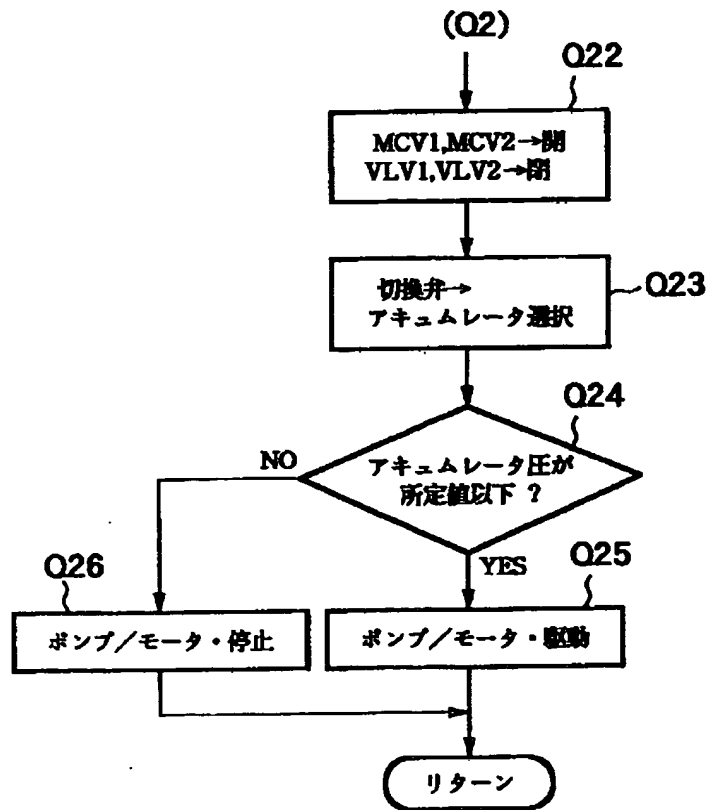 (Q2)
Q22
MCV1,MCV2→開
VLV1,VLV2→閉
切換弁→
アキュムレータ選択
Q23
Q24
アキュムレータ圧が
所定値以下 ?
NO
YES
Q26
Q25
ポンプ/モータ・停止
ポンプ/モータ・駆動
リターン